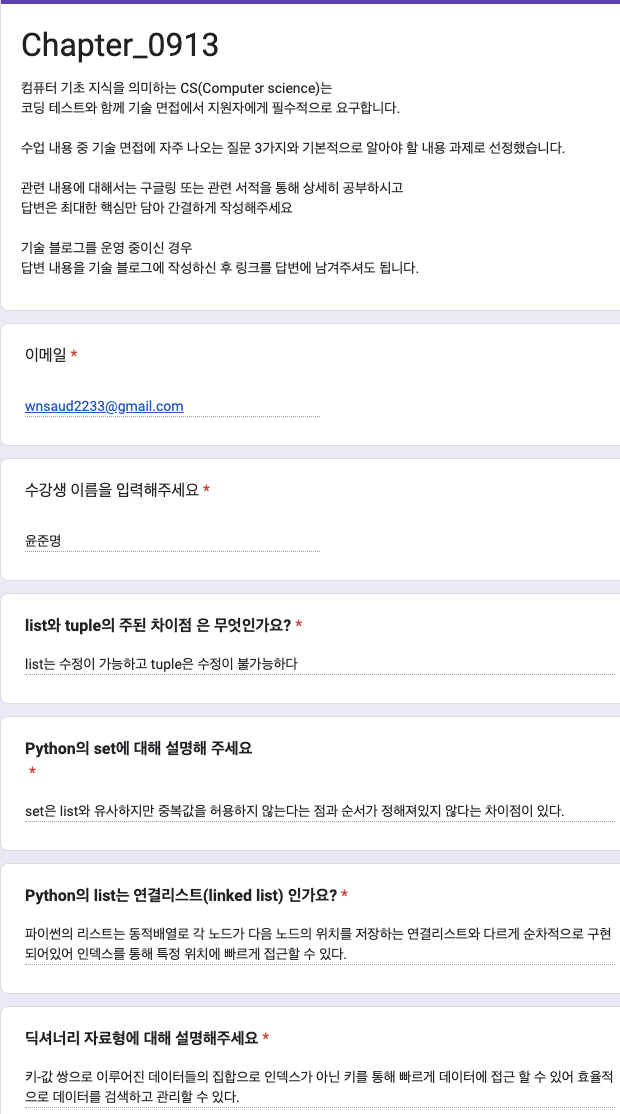 Chapter_0913
컴퓨터 기초 지식을 의미하는 CS(Computer science)는
코딩 테스트와 함께 기술 면접에서 지원자에게 필수적으로 요구합니다.
수업 내용 중 기술 면접에 자주 나오는 질문 3가지와 기본적으로 알아야 할 내용 과제로 선정했습니다.
관련 내용에 대해서는 구글링 또는 관련 서적을 통해 상세히 공부하시고
답변은 최대한 핵심만 담아 간결하게 작성해주세요
기술 블로그를 운영 중이신 경우
답변 내용을 기술 블로그에 작성하신 후 링크를 답변에 남겨주셔도 됩니다.
이메일 *
wnsaud2233@gmail.com
수강생 이름을 입력해주세요 *
윤준명
list와 tuple의 주된 차이점 은 무엇인가요? *
list는 수정이 가능하고 tuple은 수정이 불가능하다
Python의 set에 대해 설명해 주세요
*
set은 list와 유사하지만 중복값을 허용하지 않는다는 점과 순서가 정해져있지 않다는 차이점이 있다.
Python의 list는 연결리스트(linked list) 인가요? *
파이썬의 리스트는 동적배열로 각 노드가 다음 노드의 위치를 저장하는 연결리스트와 다르게 순차적으로 구현
되어있어 인덱스를 통해 특정 위치에 빠르게 접근할 수 있다.
딕셔너리 자료형에 대해 설명해주세요 *
키-값 쌍으로 이루어진 데이터들의 집합으로 인덱스가 아닌 키를 통해 빠르게 데이터에 접근 할 수 있어 효율적
으로 데이터를 검색하고 관리할 수 있다.